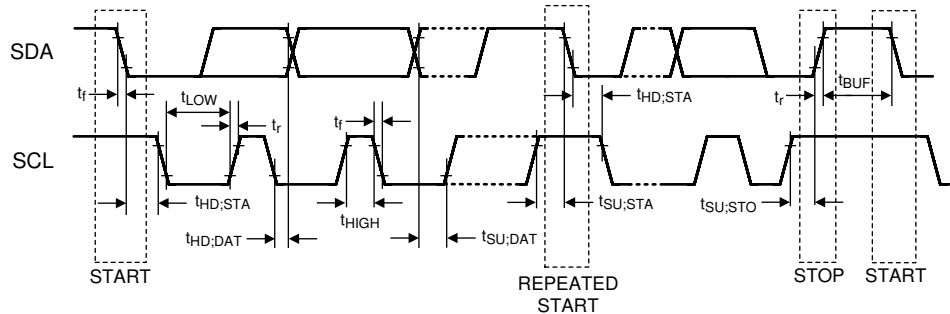 SDA
t_f
t_LOW
t_r
t_f
t_HD;STA
t_r
t_BUF
SCL
t_HD;STA
t_HD;DAT
t_HIGH
t_SU;DAT
t_SU;STA
t_SU;STO
START
REPEATED
START
STOP
START